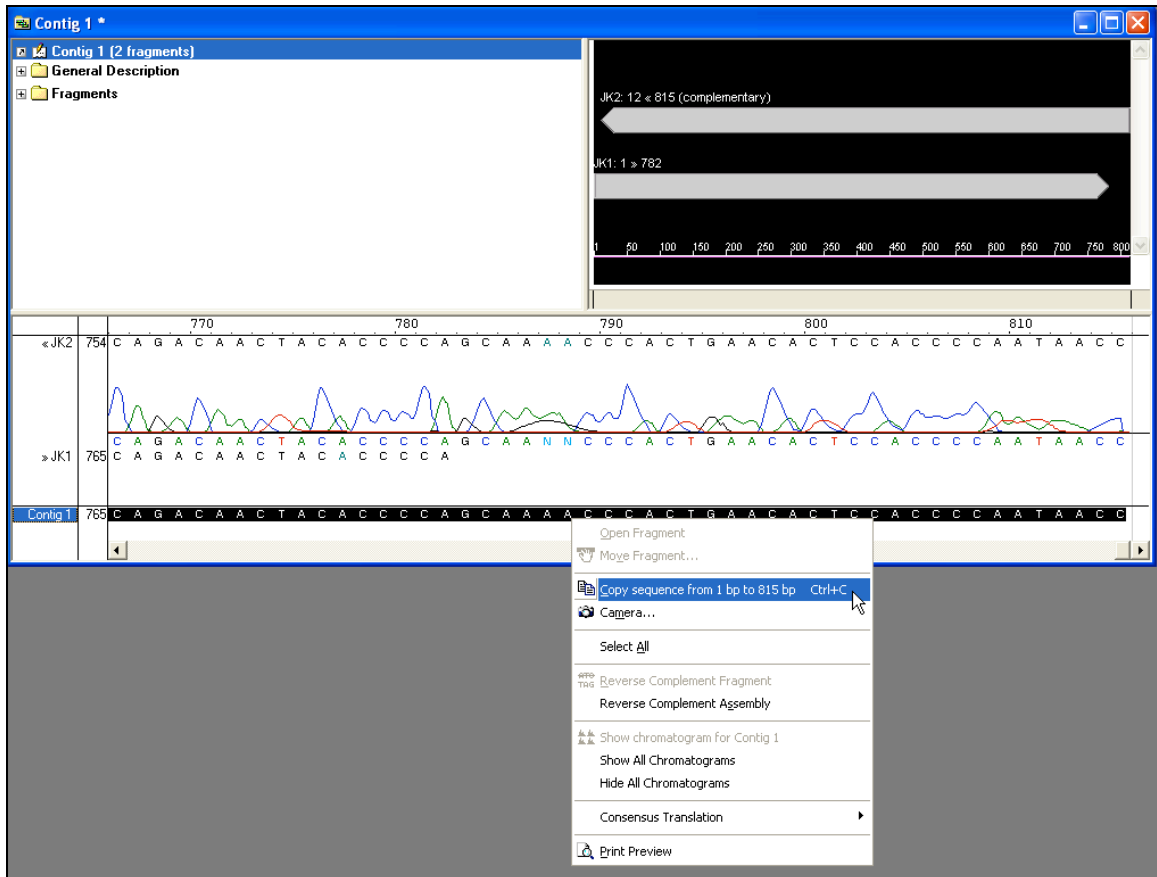 Contig 1 *
Contig 1 (2 fragments)
General Description
Fragments
JK2: 12 « 815 (complementary)
JK1: 1 » 782
1 50 100 150 200 250 300 350 400 450 500 550 600 650 700 750 800
770 780 790 800 810
«JK2 754 C A G A C A A C T A C A C C C C A G C A A A A C C C A C T G A A C A C T C C A C C C C A A T A A C C
C A G A C A A C T A C A C C C C A G C A A N N C C C A C T G A A C A C T C C A C C C C A A T A A C C
»JK1 765 C A G A C A A C T A C A C C C C A
Contig 1 765 C A G A C A A C T A C A C C C C A G C A A A A C C C A C T G A A C A C T C C A C C C C A A T A A C C
Open Fragment
Move Fragment...
Copy sequence from 1 bp to 815 bp Ctrl+C
Camera...
Select All
ATG TAG Reverse Complement Fragment
Reverse Complement Assembly
Show chromatogram for Contig 1
Show All Chromatograms
Hide All Chromatograms
Consensus Translation
Print Preview